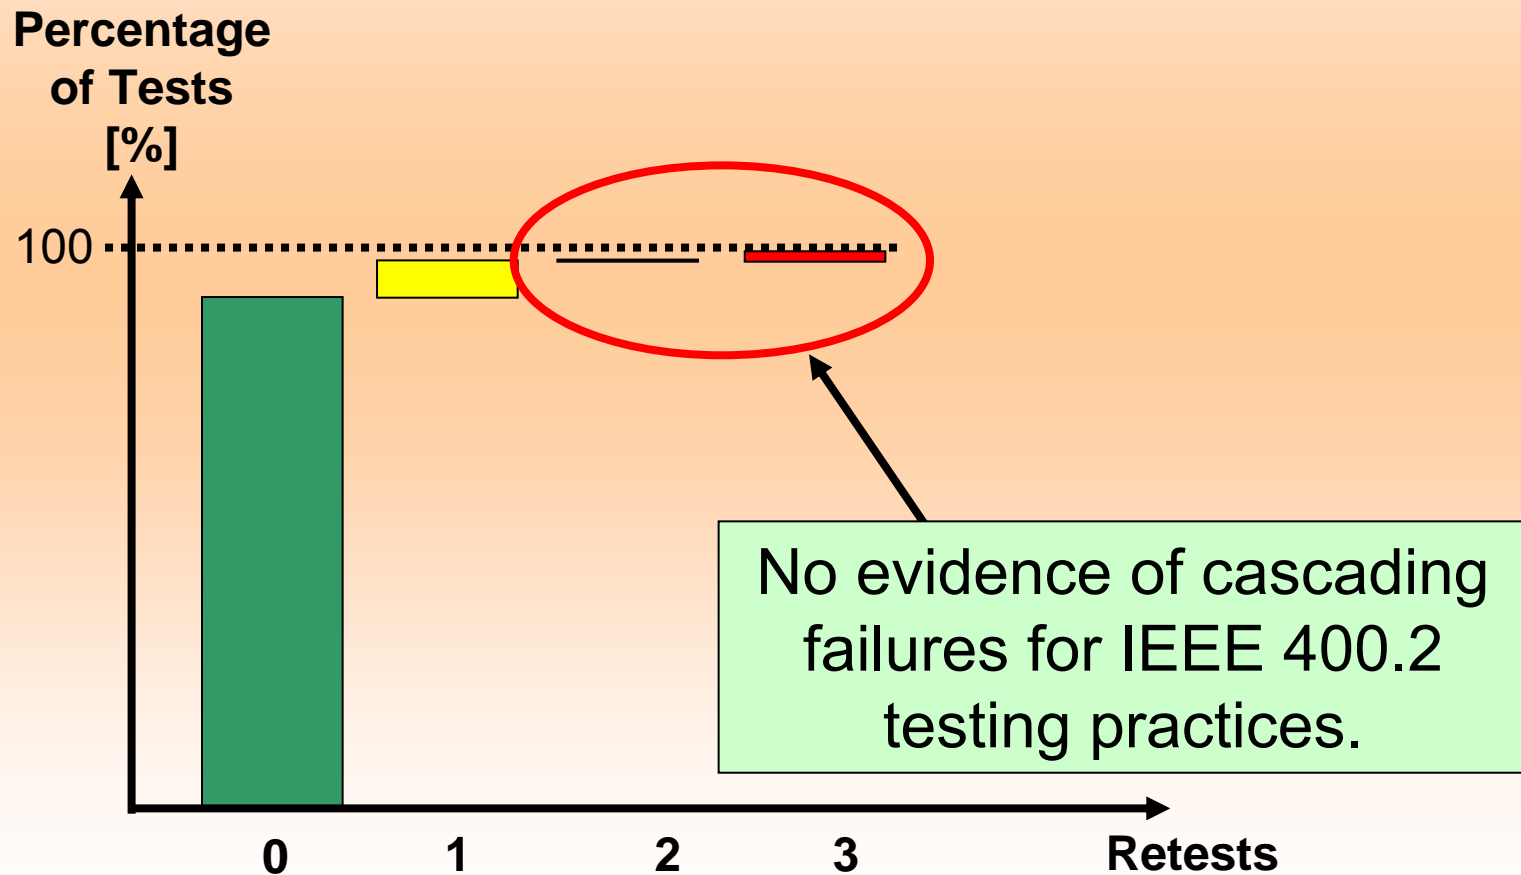 Percentage
of Tests
[%]
100
No evidence of cascading
failures for IEEE 400.2
testing practices.
0 1 2 3 Retests